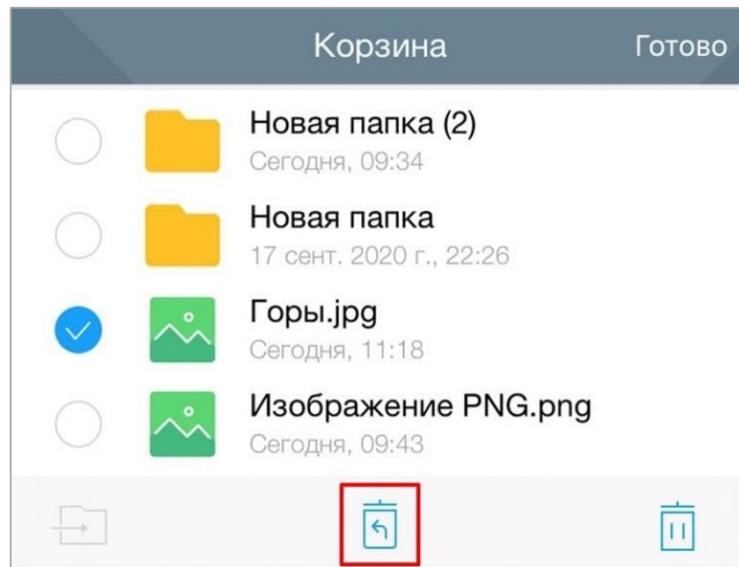 Корзина
Готово
Новая папка (2)
Сегодня, 09:34
Новая папка
17 сент. 2020 г., 22:26
Горы.jpg
Сегодня, 11:18
Изображение PNG.png
Сегодня, 09:43